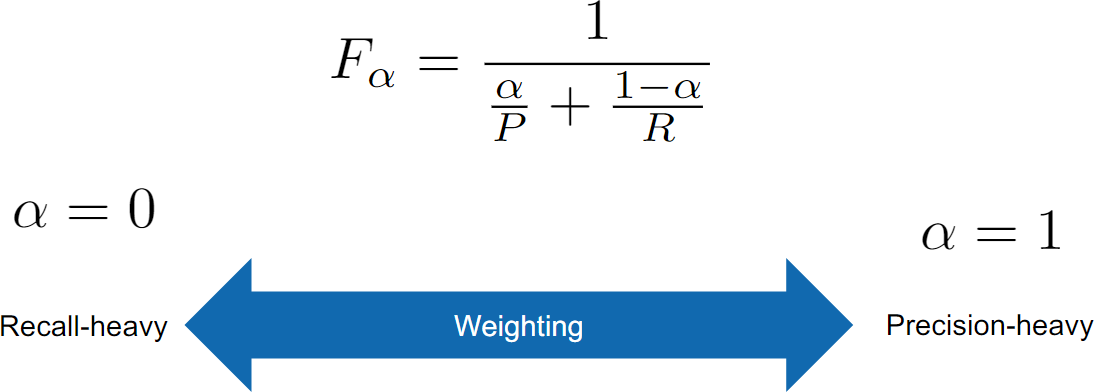 F_α = 1 / (α/P + (1−α)/R)
α = 0
α = 1
Recall-heavy
Weighting
Precision-heavy